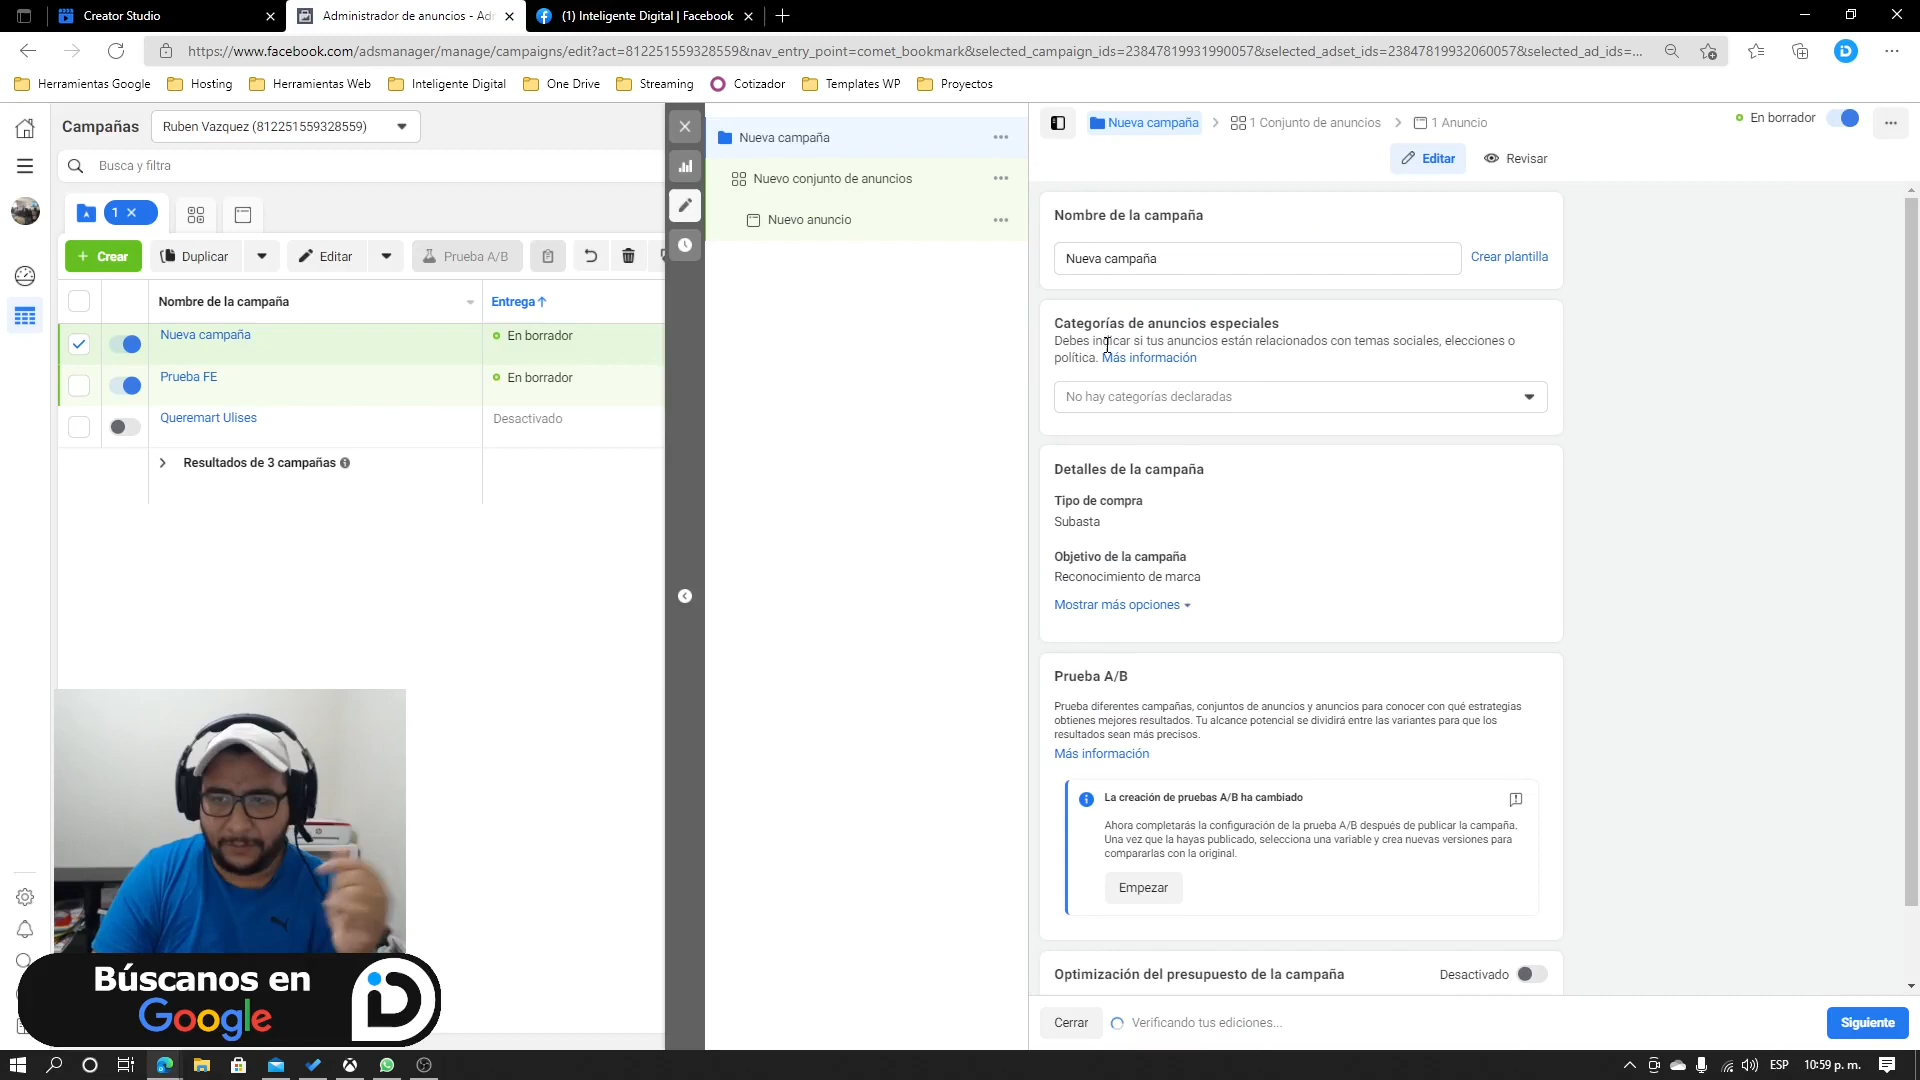 Creator Studio
Administrador de anuncios - Ad
(1) Inteligente Digital | Facebook
https://www.facebook.com/adsmanager/manage/campaigns/edit?act=812251559328559&nav_entry_point=comet_bookmark&selected_campaign_ids=23847819931990057&selected_adset_ids=23847819932060057&selected_ad_ids=...
Herramientas Google
Hosting
Herramientas Web
Inteligente Digital
One Drive
Streaming
Cotizador
Templates WP
Proyectos
Campañas
Ruben Vazquez (812251559328559)
Busca y filtra
1
+ Crear
Duplicar
Editar
Prueba A/B
Nombre de la campaña
Entrega
Nueva campaña
En borrador
Prueba FE
En borrador
Queremart Ulises
Desactivado
Resultados de 3 campañas
Nueva campaña
Nuevo conjunto de anuncios
Nuevo anuncio
Nueva campaña
1 Conjunto de anuncios
1 Anuncio
En borrador
Editar
Revisar
Nombre de la campaña
Nueva campaña
Crear plantilla
Categorías de anuncios especiales
Debes indicar si tus anuncios están relacionados con temas sociales, elecciones o
política. Más información
No hay categorías declaradas
Detalles de la campaña
Tipo de compra
Subasta
Objetivo de la campaña
Reconocimiento de marca
Mostrar más opciones
Prueba A/B
Prueba diferentes campañas, conjuntos de anuncios y anuncios para conocer con qué estrategias
obtienes mejores resultados. Tu alcance potencial se dividirá entre las variantes para que los
resultados sean más precisos.
Más información
La creación de pruebas A/B ha cambiado
Ahora completarás la configuración de la prueba A/B después de publicar la campaña.
Una vez que la hayas publicado, selecciona una variable y crea nuevas versiones para
compararlas con la original.
Empezar
Optimización del presupuesto de la campaña
Desactivado
Cerrar
Verificando tus ediciones...
Siguiente
Búscanos en
Google
iD
ESP
10:59 p. m.